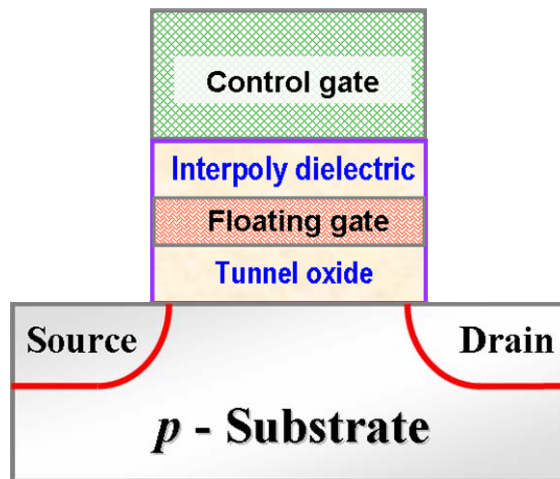 Control gate
Interpoly dielectric
Floating gate
Tunnel oxide
Source
Drain
p - Substrate